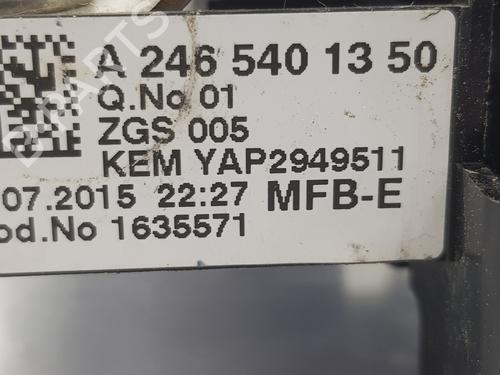 A 246 540 13 50
Q.No 01
ZGS 005
KEM YAP2949511
.07.2015 22:27 MFB-E
od.No 1635571